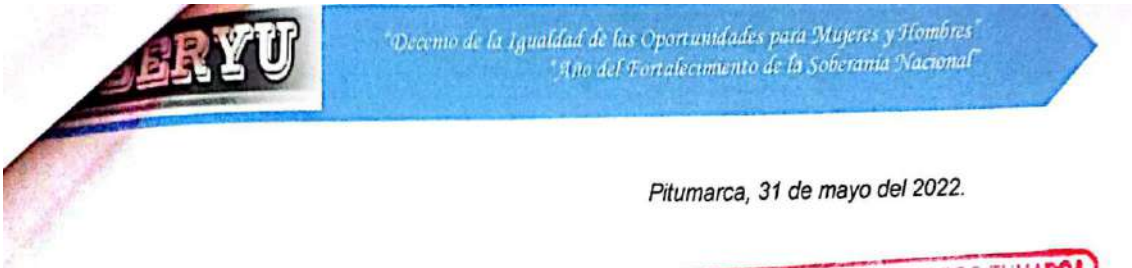 ERYU
"Decenio de la Igualdad de las Oportunidades para Mujeres y Hombres"
"Año del Fortalecimiento de la Soberanía Nacional"
Pitumarca, 31 de mayo del 2022.